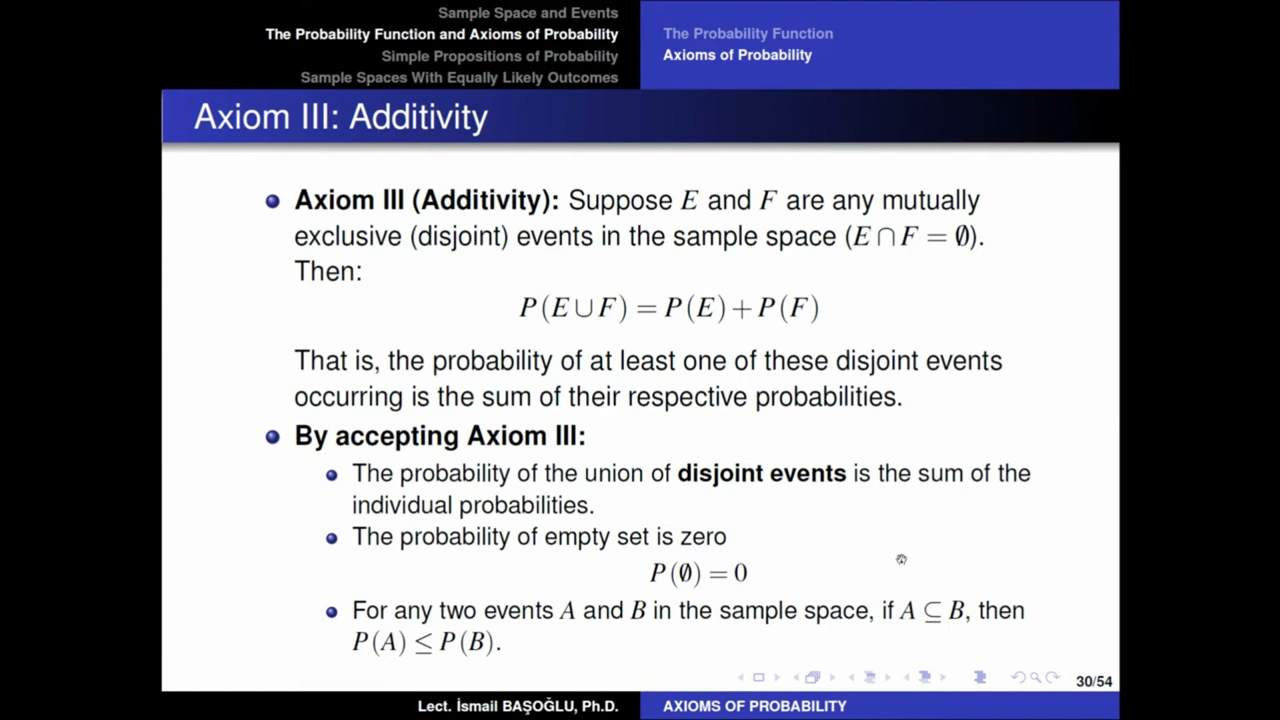 Sample Space and Events
The Probability Function and Axioms of Probability
Simple Propositions of Probability
Sample Spaces With Equally Likely Outcomes
The Probability Function
Axioms of Probability
Axiom III: Additivity
Axiom III (Additivity): Suppose E and F are any mutually
exclusive (disjoint) events in the sample space (E ∩ F = ∅).
Then:
P(E ∪ F) = P(E) + P(F)
That is, the probability of at least one of these disjoint events
occurring is the sum of their respective probabilities.
By accepting Axiom III:
The probability of the union of disjoint events is the sum of the
individual probabilities.
The probability of empty set is zero
P(∅) = 0
For any two events A and B in the sample space, if A ⊆ B, then
P(A) ≤ P(B).
30/54
Lect. İsmail BAŞOĞLU, Ph.D.
AXIOMS OF PROBABILITY